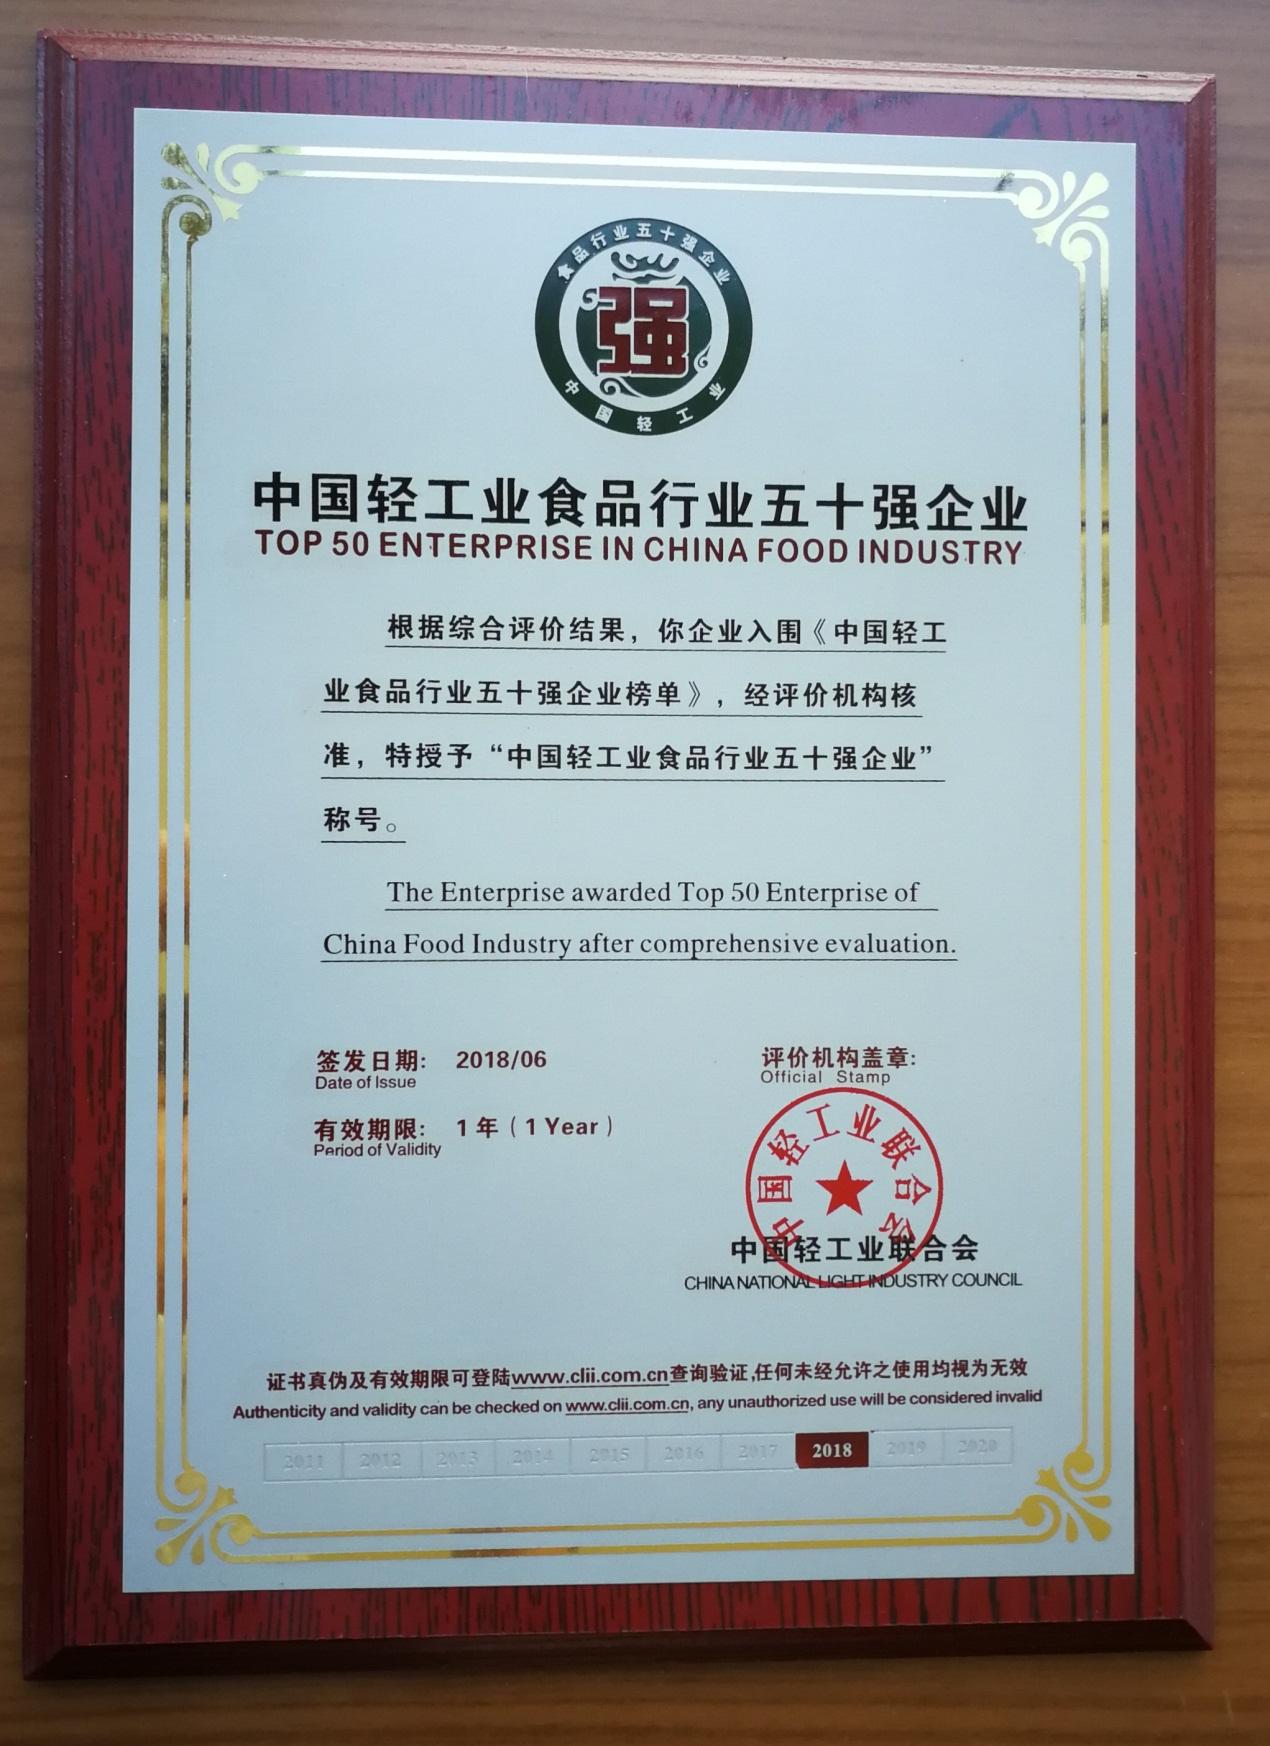 食品行业五十强企业
强
中国轻工业
中国轻工业食品行业五十强企业
TOP 50 ENTERPRISE IN CHINA FOOD INDUSTRY
根据综合评价结果，你企业入围《中国轻工
业食品行业五十强企业榜单》，经评价机构核
准，特授予“中国轻工业食品行业五十强企业”
称号。
The Enterprise awarded Top 50 Enterprise of
China Food Industry after comprehensive evaluation.
签发日期： 2018/06
Date of Issue
有效期限： 1 年（1 Year）
Period of Validity
评价机构盖章：
Official Stamp
中国轻工业联合会
中国轻工业联合会
CHINA NATIONAL LIGHT INDUSTRY COUNCIL
证书真伪及有效期限可登陆www.clii.com.cn查询验证,任何未经允许之使用均视为无效
Authenticity and validity can be checked on www.clii.com.cn, any unauthorized use will be considered invalid
2011 2012 2013 2014 2015 2016 2017 2018 2019 2020